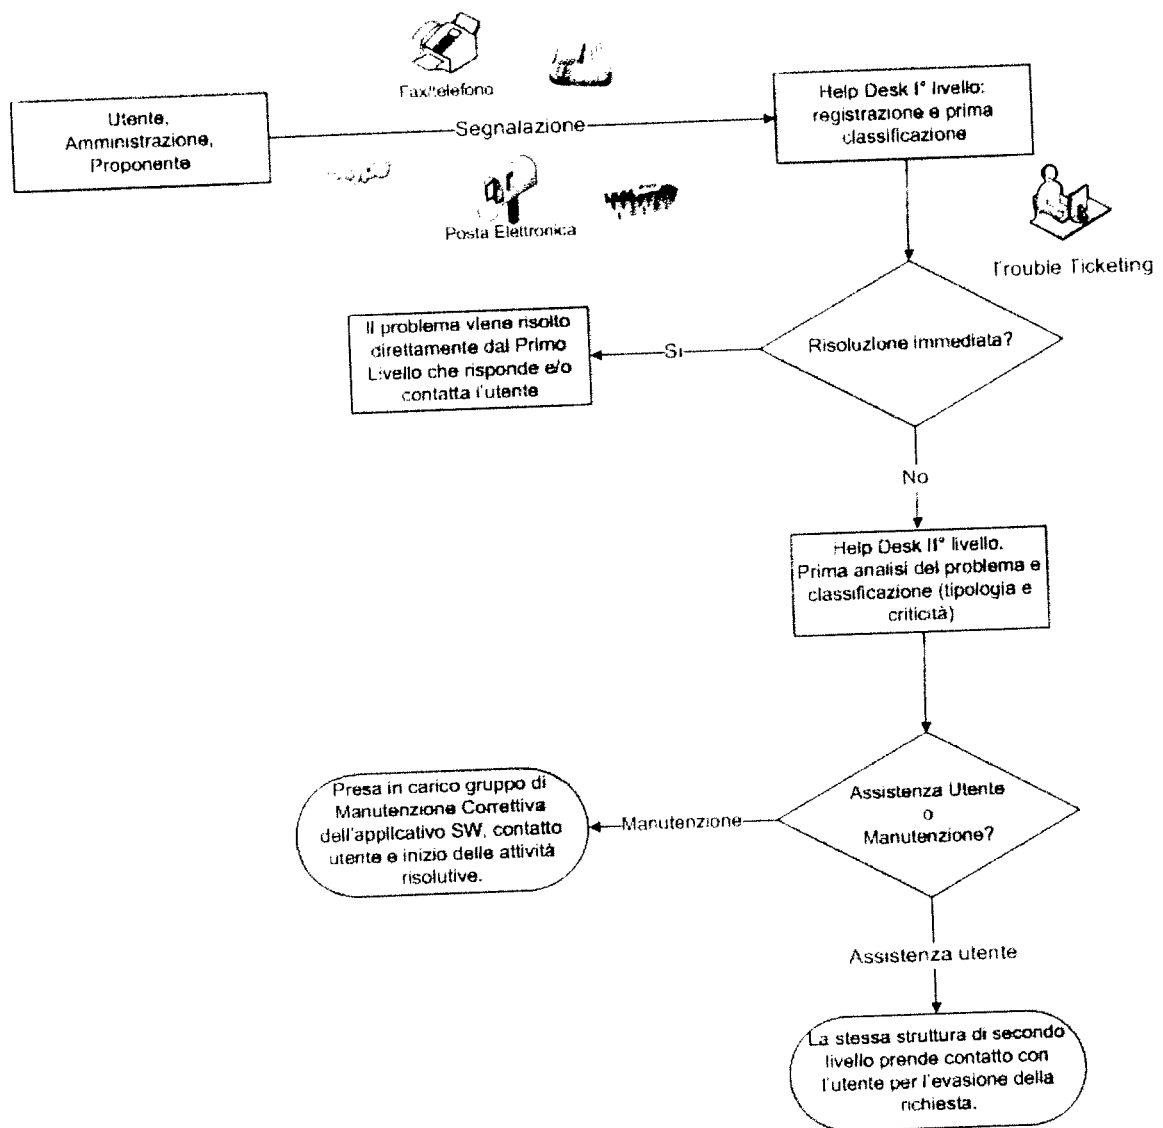 Fax/telefono
Utente,
Amministrazione,
Proponente
Segnalazione
Help Desk I° livello:
registrazione e prima
classificazione
Posta Elettronica
Trouble Ticketing
Il problema viene risolto
direttamente dal Primo
Livello che risponde e/o
contatta l'utente
Si
Risoluzione immediata?
No
Help Desk II° livello.
Prima analisi del problema e
classificazione (tipologia e
criticità)
Presa in carico gruppo di
Manutenzione Correttiva
dell'applicativo SW, contatto
utente e inizio delle attività
risolutive.
Manutenzione
Assistenza Utente
o
Manutenzione?
Assistenza utente
La stessa struttura di secondo
livello prende contatto con
l'utente per l'evasione della
richiesta.